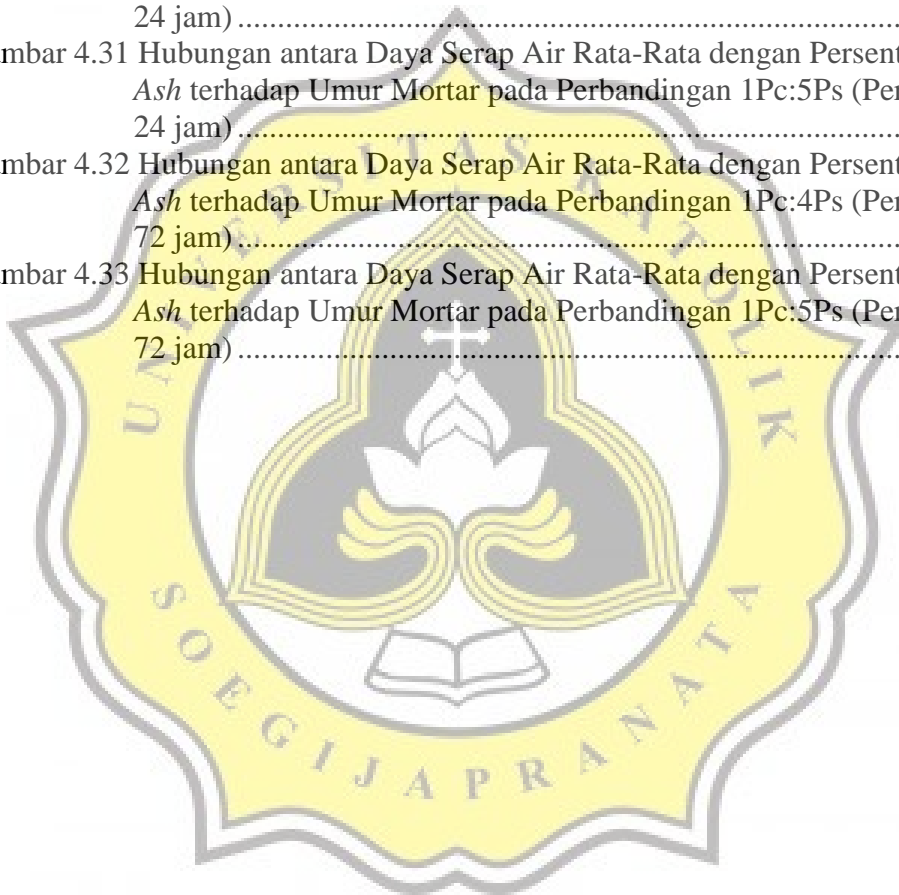 24 jam) ................................................................................
mbar 4.31 Hubungan antara Daya Serap Air Rata-Rata dengan Persent
Ash terhadap Umur Mortar pada Perbandingan 1Pc:5Ps (Per
24 jam) ................................................................................
mbar 4.32 Hubungan antara Daya Serap Air Rata-Rata dengan Persent
Ash terhadap Umur Mortar pada Perbandingan 1Pc:4Ps (Per
72 jam) ................................................................................
mbar 4.33 Hubungan antara Daya Serap Air Rata-Rata dengan Persent
Ash terhadap Umur Mortar pada Perbandingan 1Pc:5Ps (Per
72 jam) ................................................................................
UNIVERSITAS KATOLIK
SOEGIJAPRANATA